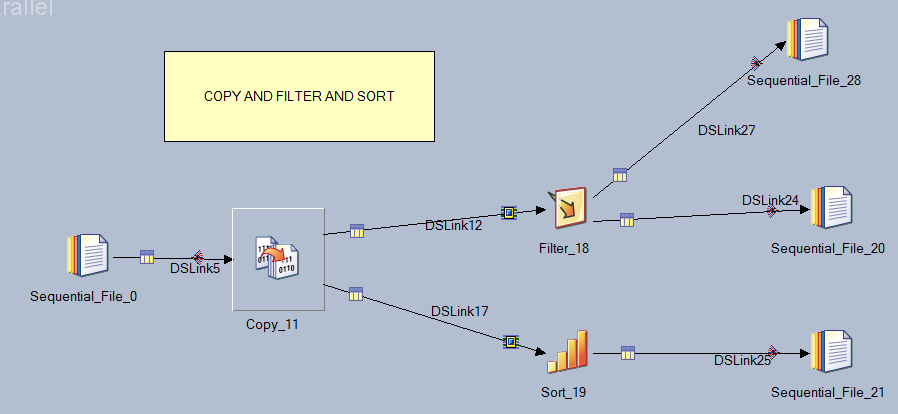 rallel
COPY AND FILTER AND SORT
Sequential_File_28
DSLink27
DSLink24
DSLink12
Filter_18
Sequential_File_20
DSLink5
Sequential_File_0
Copy_11
DSLink17
DSLink25
Sort_19
Sequential_File_21